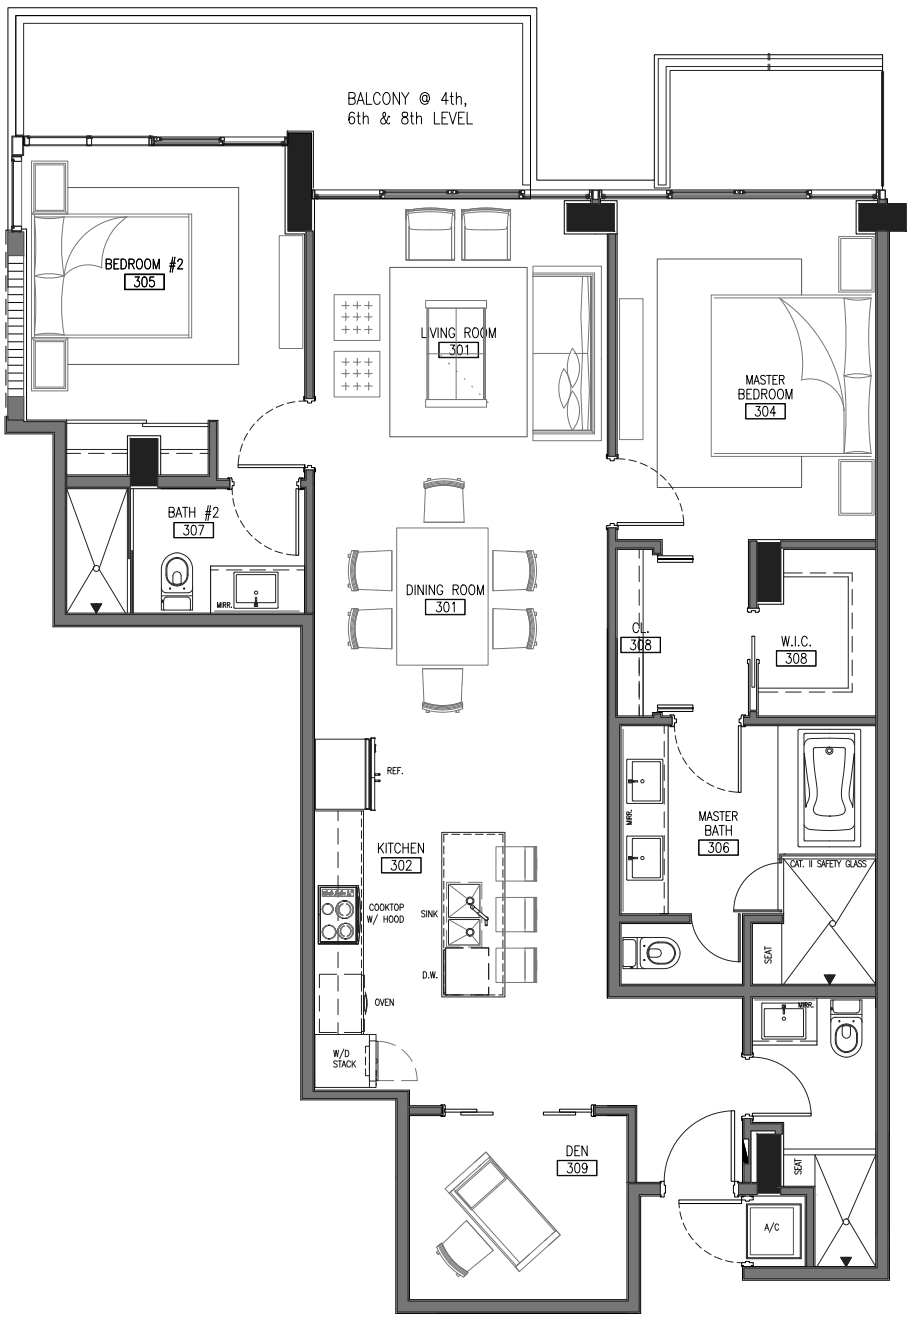 BALCONY @ 4th,
6th & 8th LEVEL
BEDROOM #2
305
LIVING ROOM
301
MASTER
BEDROOM
304
BATH #2
307
MIRR.
DINING ROOM
301
CL.
308
W.I.C.
308
REF.
MIRR.
MASTER
BATH
306
KITCHEN
302
CAT. II SAFETY GLASS
COOKTOP
W/ HOOD
SINK
SEAT
D.W.
OVEN
MIRR.
W/D
STACK
DEN
309
SEAT
A/C